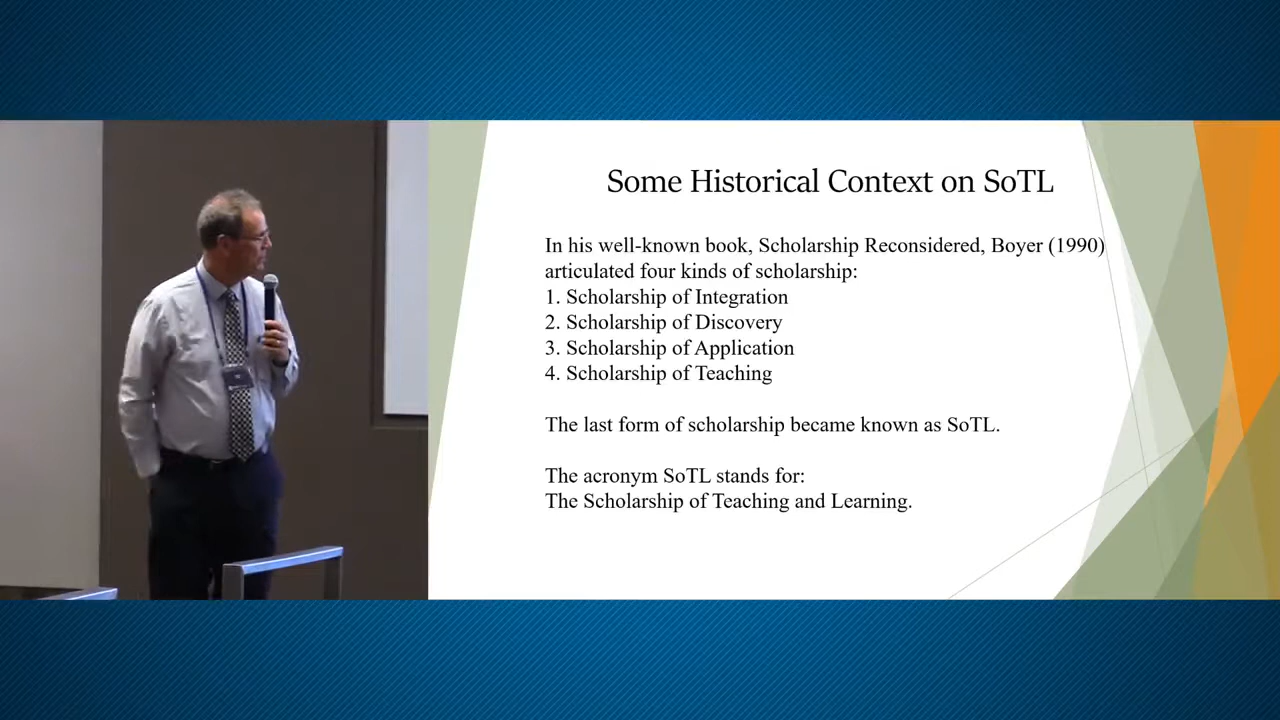 Some Historical Context on SoTL
In his well-known book, Scholarship Reconsidered, Boyer (1990)
articulated four kinds of scholarship:
1. Scholarship of Integration
2. Scholarship of Discovery
3. Scholarship of Application
4. Scholarship of Teaching
The last form of scholarship became known as SoTL.
The acronym SoTL stands for:
The Scholarship of Teaching and Learning.